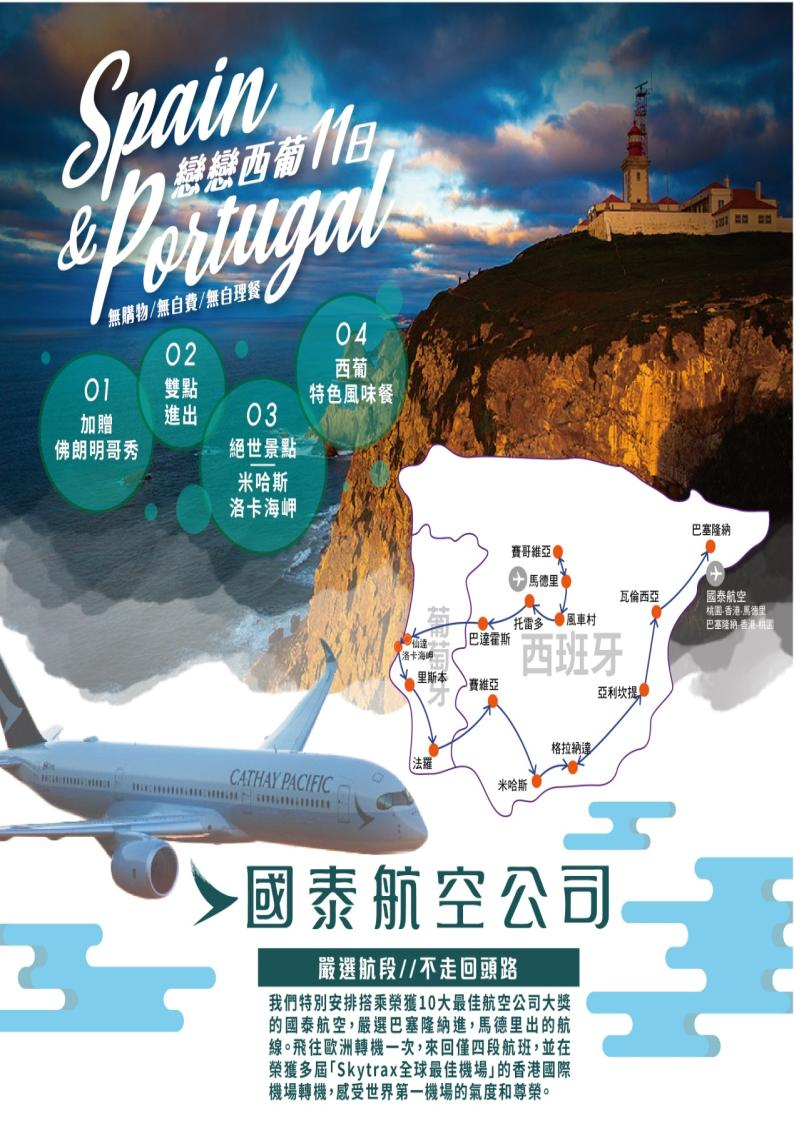 Spain
戀戀西葡11日
& Portugal
無購物/無自費/無自理餐
01
加贈
佛朗明哥秀
02
雙點
進出
03
絕世景點
米哈斯
洛卡海岬
04
西葡
特色風味餐
巴塞隆納
賽哥維亞
馬德里
國泰航空
桃園-香港-馬德里
巴塞隆納-香港-桃園
瓦倫西亞
托雷多
風車村
巴達霍斯
葡萄牙
西班牙
仙達
洛卡海岬
里斯本
賽維亞
亞利坎提
法羅
格拉納達
米哈斯
CATHAY PACIFIC
國泰航空公司
嚴選航段//不走回頭路
我們特別安排搭乘榮獲10大最佳航空公司大獎
的國泰航空,嚴選巴塞隆納進,馬德里出的航
線。飛往歐洲轉機一次,來回僅四段航班,並在
榮獲多屆「Skytrax全球最佳機場」的香港國際
機場轉機,感受世界第一機場的氣度和尊榮。